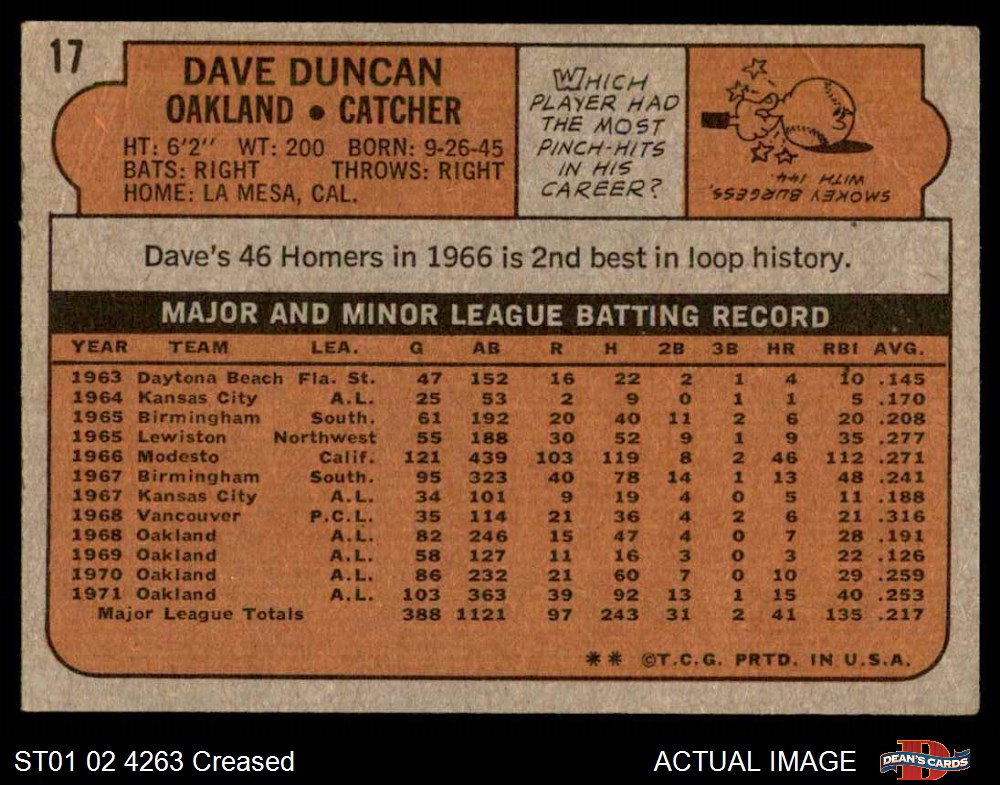 17
DAVE DUNCAN
OAKLAND • CATCHER
HT: 6'2" WT: 200 BORN: 9-26-45
BATS: RIGHT THROWS: RIGHT
HOME: LA MESA, CAL.
WHICH
PLAYER HAD
THE MOST
PINCH-HITS
IN HIS
CAREER?
SMOKEY BURGESS,
WITH 144.
Dave's 46 Homers in 1966 is 2nd best in loop history.
MAJOR AND MINOR LEAGUE BATTING RECORD
YEAR TEAM LEA. G AB R H 2B 3B HR RBI AVG.
1963 Daytona Beach Fla. St. 47 152 16 22 2 1 4 10 .145
1964 Kansas City A.L. 25 53 2 9 0 1 1 5 .170
1965 Birmingham South. 61 192 20 40 11 2 6 20 .208
1965 Lewiston Northwest 55 188 30 52 9 1 9 35 .277
1966 Modesto Calif. 121 439 103 119 8 2 46 112 .271
1967 Birmingham South. 95 323 40 78 14 1 13 48 .241
1967 Kansas City A.L. 34 101 9 19 4 0 5 11 .188
1968 Vancouver P.C.L. 35 114 21 36 4 2 6 21 .316
1968 Oakland A.L. 82 246 15 47 4 0 7 28 .191
1969 Oakland A.L. 58 127 11 16 3 0 3 22 .126
1970 Oakland A.L. 86 232 21 60 7 0 10 29 .259
1971 Oakland A.L. 103 363 39 92 13 1 15 40 .253
Major League Totals 388 1121 97 243 31 2 41 135 .217
** ©T.C.G. PRTD. IN U.S.A.
ST01 02 4263 Creased
ACTUAL IMAGE
D
DEAN'S CARDS